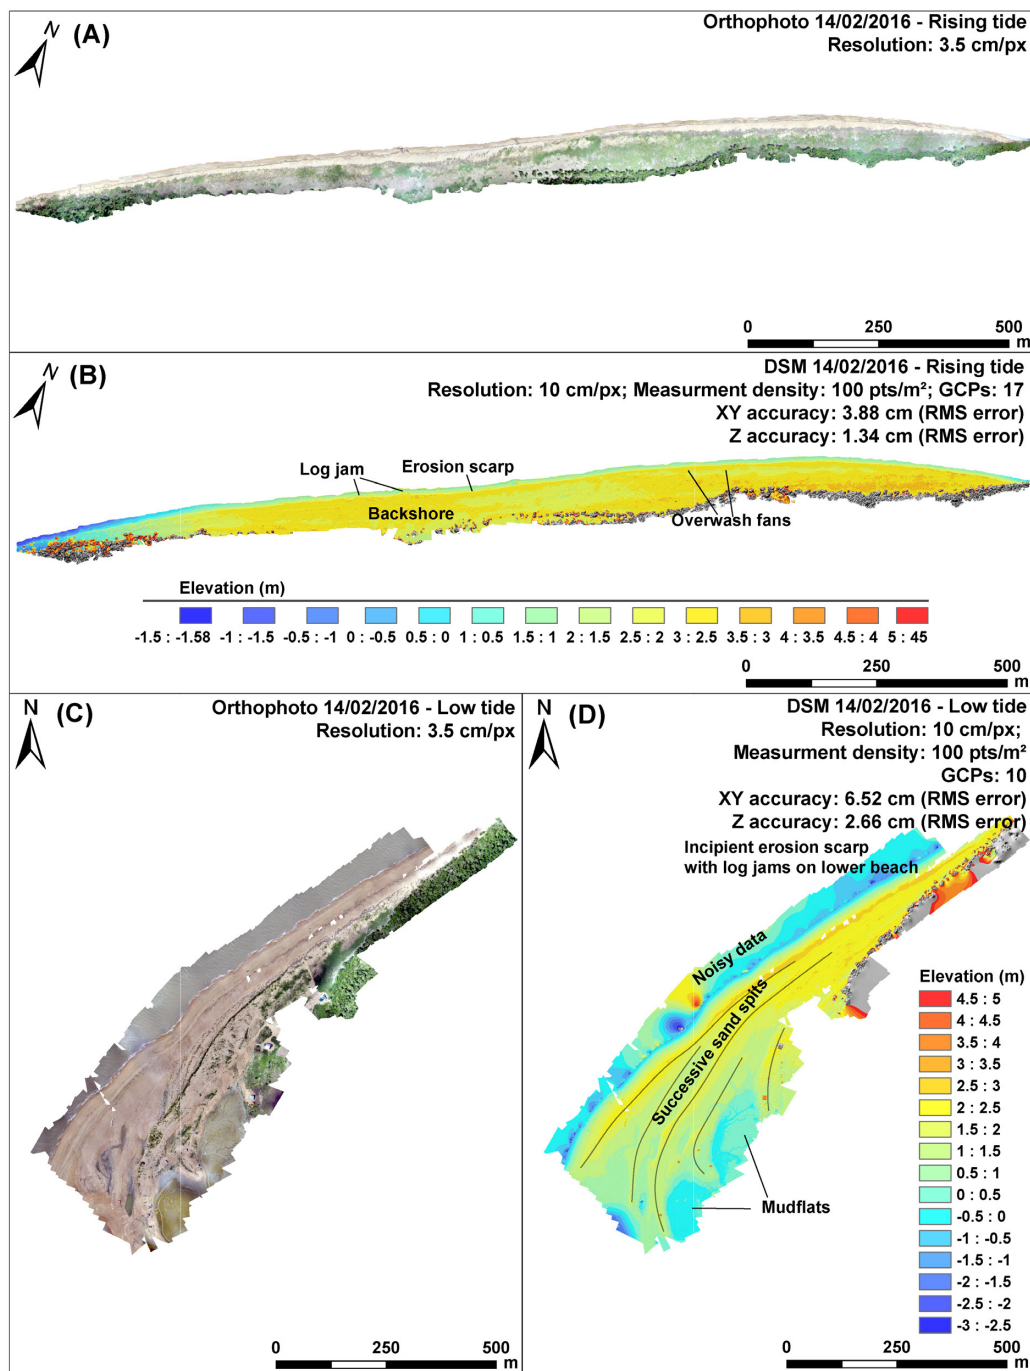 N
(A)
Orthophoto 14/02/2016 - Rising tide
Resolution: 3.5 cm/px
0 250 500
m
N
(B)
DSM 14/02/2016 - Rising tide
Resolution: 10 cm/px; Measurment density: 100 pts/m²; GCPs: 17
XY accuracy: 3.88 cm (RMS error)
Z accuracy: 1.34 cm (RMS error)
Log jam
Erosion scarp
Backshore
Overwash fans
Elevation (m)
-1.5 : -1.58 -1 : -1.5 -0.5 : -1 0 : -0.5 0.5 : 0 1 : 0.5 1.5 : 1 2 : 1.5 2.5 : 2 3 : 2.5 3.5 : 3 4 : 3.5 4.5 : 4 5 : 45
0 250 500
m
N
(C)
Orthophoto 14/02/2016 - Low tide
Resolution: 3.5 cm/px
0 250 500
m
N
(D)
DSM 14/02/2016 - Low tide
Resolution: 10 cm/px;
Measurment density: 100 pts/m²
GCPs: 10
XY accuracy: 6.52 cm (RMS error)
Z accuracy: 2.66 cm (RMS error)
Incipient erosion scarp
with log jams on lower beach
Noisy data
Successive sand spits
Mudflats
Elevation (m)
4.5 : 5
4 : 4.5
3.5 : 4
3 : 3.5
2.5 : 3
2 : 2.5
1.5 : 2
1 : 1.5
0.5 : 1
0 : 0.5
-0.5 : 0
-1 : -0.5
-1.5 : -1
-2 : -1.5
-2.5 : -2
-3 : -2.5
0 250 500
m